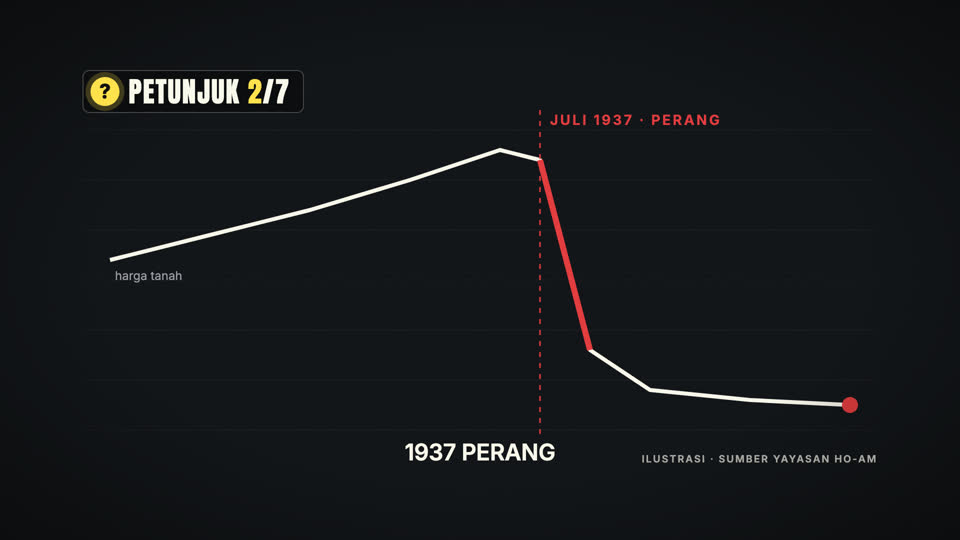 ? PETUNJUK 2/7
JULI 1937 · PERANG
harga tanah
1937 PERANG
ILUSTRASI · SUMBER YAYASAN HO-AM